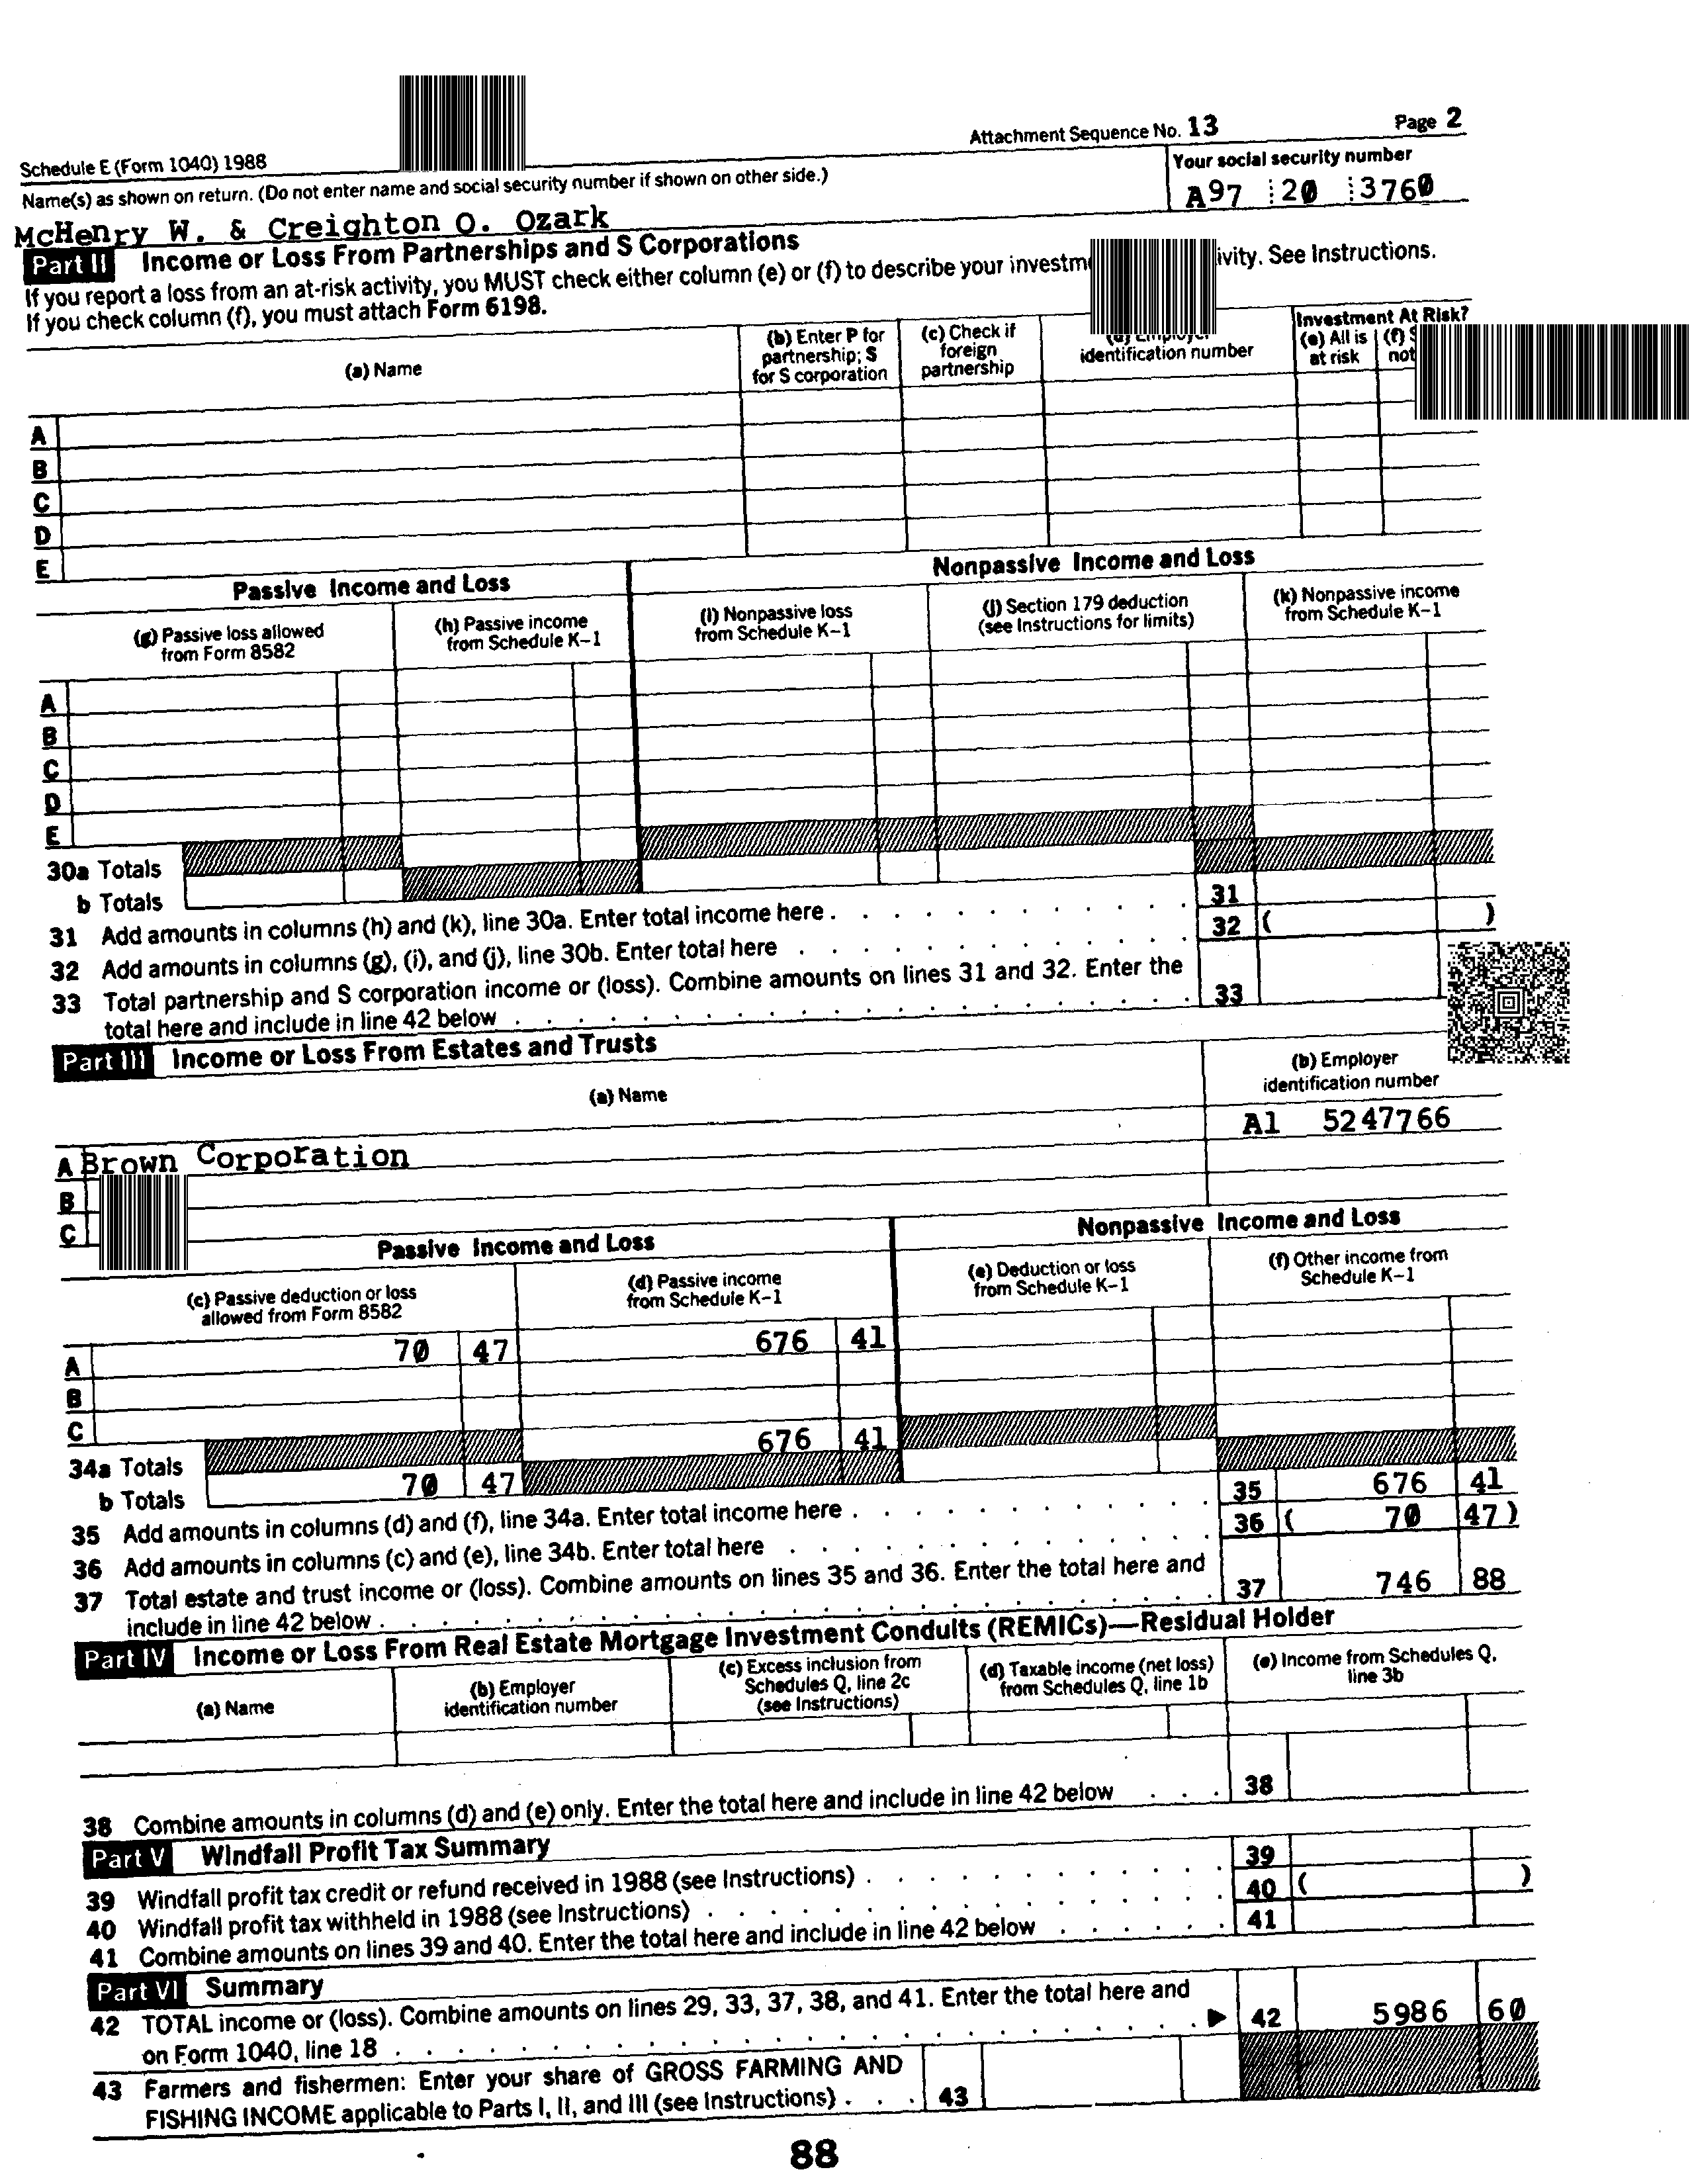 Schedule E (Form 1040) 1988
Attachment Sequence No. 13
Page 2
Name(s) as shown on return. (Do not enter name and social security number if shown on other side.)
Your social security number
McHenry W. & Creighton O. Ozark
A97 20 3760
Part II Income or Loss From Partnerships and S Corporations
If you report a loss from an at-risk activity, you MUST check either column (e) or (f) to describe your See Instructions.
If you check column (f), you must attach Form 6198.
(a) Name
(b) Enter P for
partnership; S
for S corporation
(c) Check if
foreign
partnership
identification number
Investment At Risk?
(e) All is
at risk
(f)
not
A
B
C
D
E
Passive Income and Loss
Nonpassive Income and Loss
(g) Passive loss allowed
from Form 8582
(h) Passive income
from Schedule K–1
(i) Nonpassive loss
from Schedule K–1
(j) Section 179 deduction
(see Instructions for limits)
(k) Nonpassive income
from Schedule K–1
A
B
C
D
E
30a Totals
b Totals
31 Add amounts in columns (h) and (k), line 30a. Enter total income here . . . 31
32 Add amounts in columns (g), (i), and (j), line 30b. Enter total here . . . 32 ( )
33 Total partnership and S corporation income or (loss). Combine amounts on lines 31 and 32. Enter the
total here and include in line 42 below . . . 33
Part III Income or Loss From Estates and Trusts
(a) Name
(b) Employer
identification number
A Brown Corporation A1 5247766
B
C
Passive Income and Loss
Nonpassive Income and Loss
(c) Passive deduction or loss
allowed from Form 8582
(d) Passive income
from Schedule K–1
(e) Deduction or loss
from Schedule K–1
(f) Other income from
Schedule K–1
A 70 47 676 41
B
C
34a Totals 676 41
b Totals 70 47
35 Add amounts in columns (d) and (f), line 34a. Enter total income here . . . 35 676 41
36 Add amounts in columns (c) and (e), line 34b. Enter total here . . . 36 ( 70 47 )
37 Total estate and trust income or (loss). Combine amounts on lines 35 and 36. Enter the total here and
include in line 42 below . . . 37 746 88
Part IV Income or Loss From Real Estate Mortgage Investment Conduits (REMICs)—Residual Holder
(a) Name
(b) Employer
identification number
(c) Excess inclusion from
Schedules Q, line 2c
(see Instructions)
(d) Taxable income (net loss)
from Schedules Q, line 1b
(e) Income from Schedules Q,
line 3b
38 Combine amounts in columns (d) and (e) only. Enter the total here and include in line 42 below . . . 38
Part V Windfall Profit Tax Summary
39 Windfall profit tax credit or refund received in 1988 (see Instructions) . . . 39
40 Windfall profit tax withheld in 1988 (see Instructions) . . . 40 ( )
41 Combine amounts on lines 39 and 40. Enter the total here and include in line 42 below . . . 41
Part VI Summary
42 TOTAL income or (loss). Combine amounts on lines 29, 33, 37, 38, and 41. Enter the total here and
on Form 1040, line 18 . . . ▶ 42 5986 60
43 Farmers and fishermen: Enter your share of GROSS FARMING AND
FISHING INCOME applicable to Parts I, II, and III (see Instructions) . . . 43
88